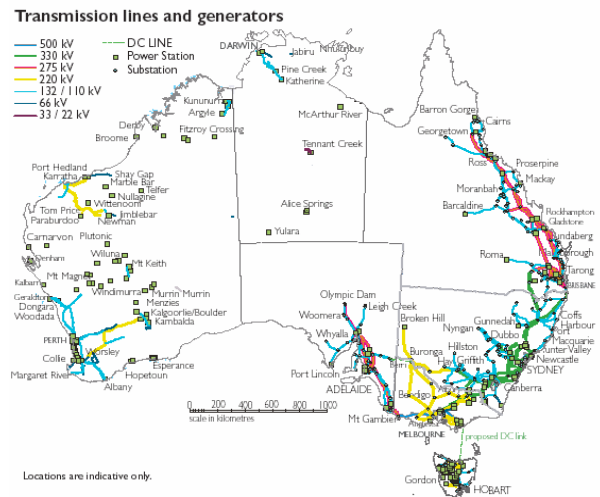 Transmission lines and generators
500 kV
330 kV
275 kV
220 kV
132 / 110 kV
66 kV
33 / 22 kV
DC LINE
Power Station
Substation
DARWIN
Jabiru
Nhulunbuy
Pine Creek
Katherine
Kununurra
Argyle
McArthur River
Derby
Broome
Fitzroy Crossing
Tennant Creek
Barron Gorge
Cairns
Georgetown
Ross
Proserpine
Mackay
Moranbah
Barcaldine
Rockhampton
Gladstone
Bundaberg
Roma
Tarong
BRISBANE
Port Hedland
Karratha
Shay Gap
Marble Bar
Telfer
Nullagine
Wittenoom
Tom Price
Jimblebar
Paraburdoo
Newman
Alice Springs
Yulara
Carnarvon
Plutonic
Denham
Wiluna
Mt Keith
Mt Magnet
Kalbarri
Windimurra
Murrin Murrin
Geraldton
Dongara
Menzies
Woodada
Kalgoorlie/Boulder
Kambalda
PERTH
Worsley
Collie
Esperance
Margaret River
Hopetoun
Albany
Olympic Dam
Leigh Creek
Woomera
Broken Hill
Whyalla
Port Lincoln
ADELAIDE
Mt Gambier
Buronga
Bendigo
MELBOURNE
Nyngan
Gunnedah
Dubbo
Hillston
Griffith
Hay
Coffs
Harbour
Port
Macquarie
Hunter Valley
Newcastle
SYDNEY
Canberra
proposed DC link
Gordon
HOBART
0 200 400 600 800 1000
scale in kilometres
Locations are indicative only.